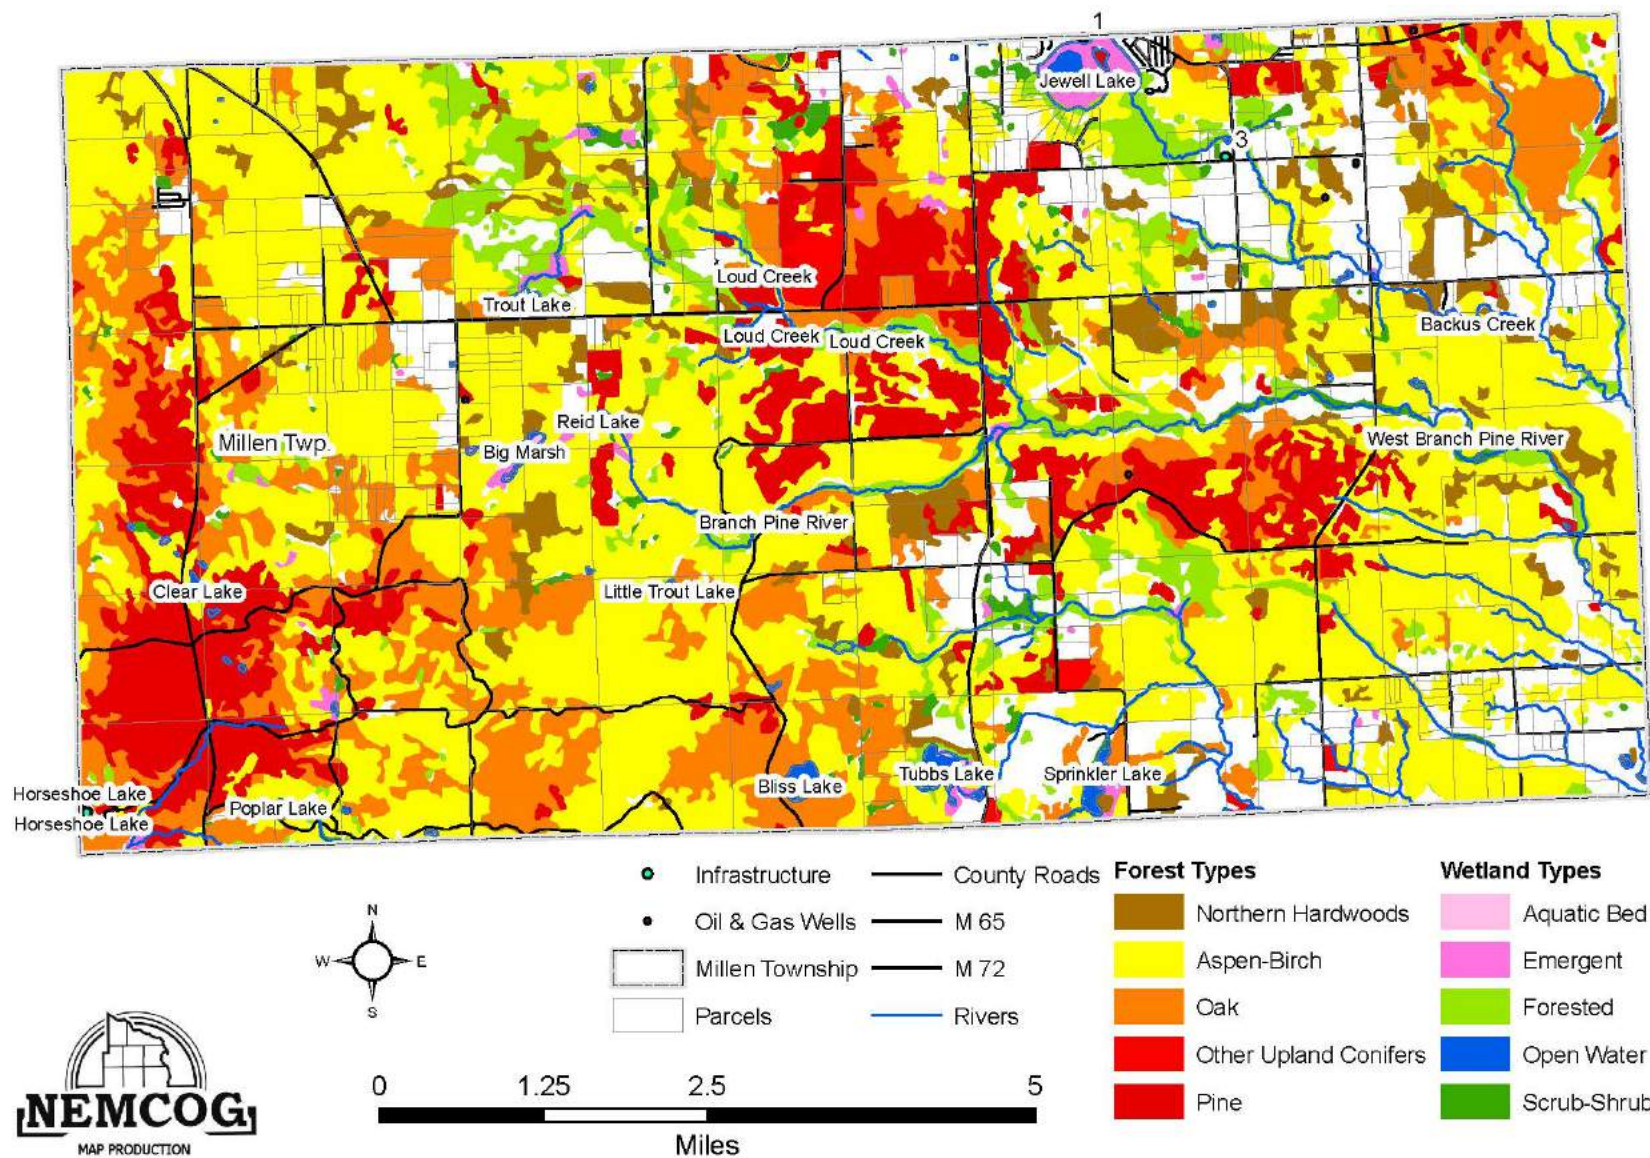 1
Jewell Lake
3
Loud Creek
Trout Lake
Loud Creek
Loud Creek
Backus Creek
Reid Lake
Millen Twp.
Big Marsh
West Branch Pine River
Branch Pine River
Clear Lake
Little Trout Lake
Bliss Lake
Tubbs Lake
Sprinkler Lake
Horseshoe Lake
Poplar Lake
Horseshoe Lake
Infrastructure
Oil & Gas Wells
Millen Township
Parcels
County Roads
M 65
M 72
Rivers
Forest Types
Northern Hardwoods
Aspen-Birch
Oak
Other Upland Conifers
Pine
Wetland Types
Aquatic Bed
Emergent
Forested
Open Water
Scrub-Shrub
N
W
E
S
0 1.25 2.5 5
Miles
NEMCOG
MAP PRODUCTION